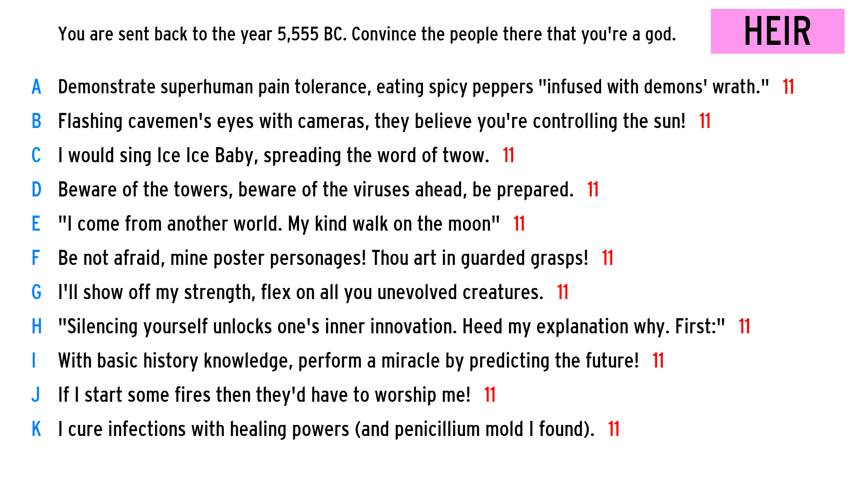 You are sent back to the year 5,555 BC. Convince the people there that you're a god.
HEIR
A Demonstrate superhuman pain tolerance, eating spicy peppers "infused with demons' wrath." 11
B Flashing cavemen's eyes with cameras, they believe you're controlling the sun! 11
C I would sing Ice Ice Baby, spreading the word of twow. 11
D Beware of the towers, beware of the viruses ahead, be prepared. 11
E "I come from another world. My kind walk on the moon" 11
F Be not afraid, mine poster personages! Thou art in guarded grasps! 11
G I'll show off my strength, flex on all you unevolved creatures. 11
H "Silencing yourself unlocks one's inner innovation. Heed my explanation why. First:" 11
I With basic history knowledge, perform a miracle by predicting the future! 11
J If I start some fires then they'd have to worship me! 11
K I cure infections with healing powers (and penicillium mold I found). 11